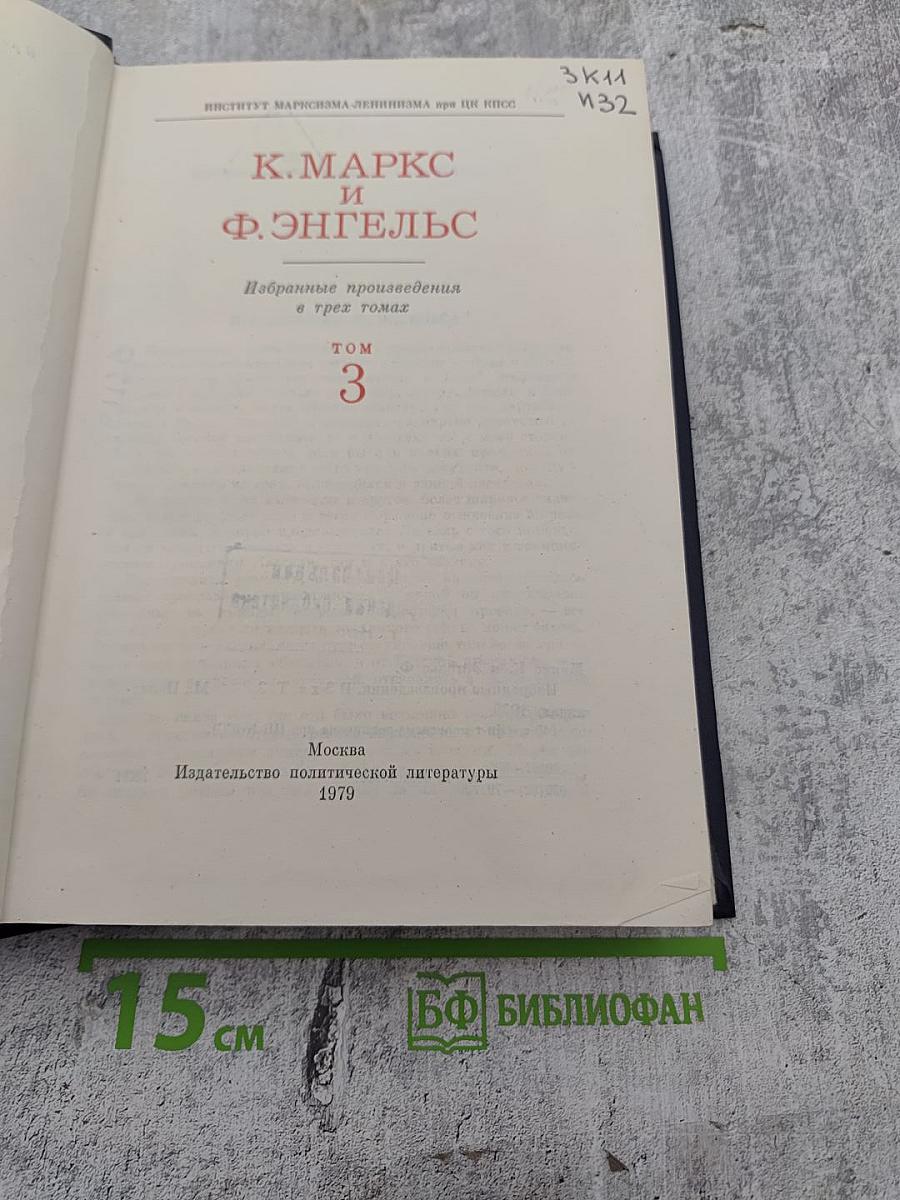 ИНСТИТУТ МАРКСИЗМА-ЛЕНИНИЗМА при ЦК КПСС
3К11
И32
К. МАРКС
И
Ф. ЭНГЕЛЬС
Избранные произведения
в трех томах
ТОМ
3
Москва
Издательство политической литературы
1979
15 см
БФ БИБЛИОФАН